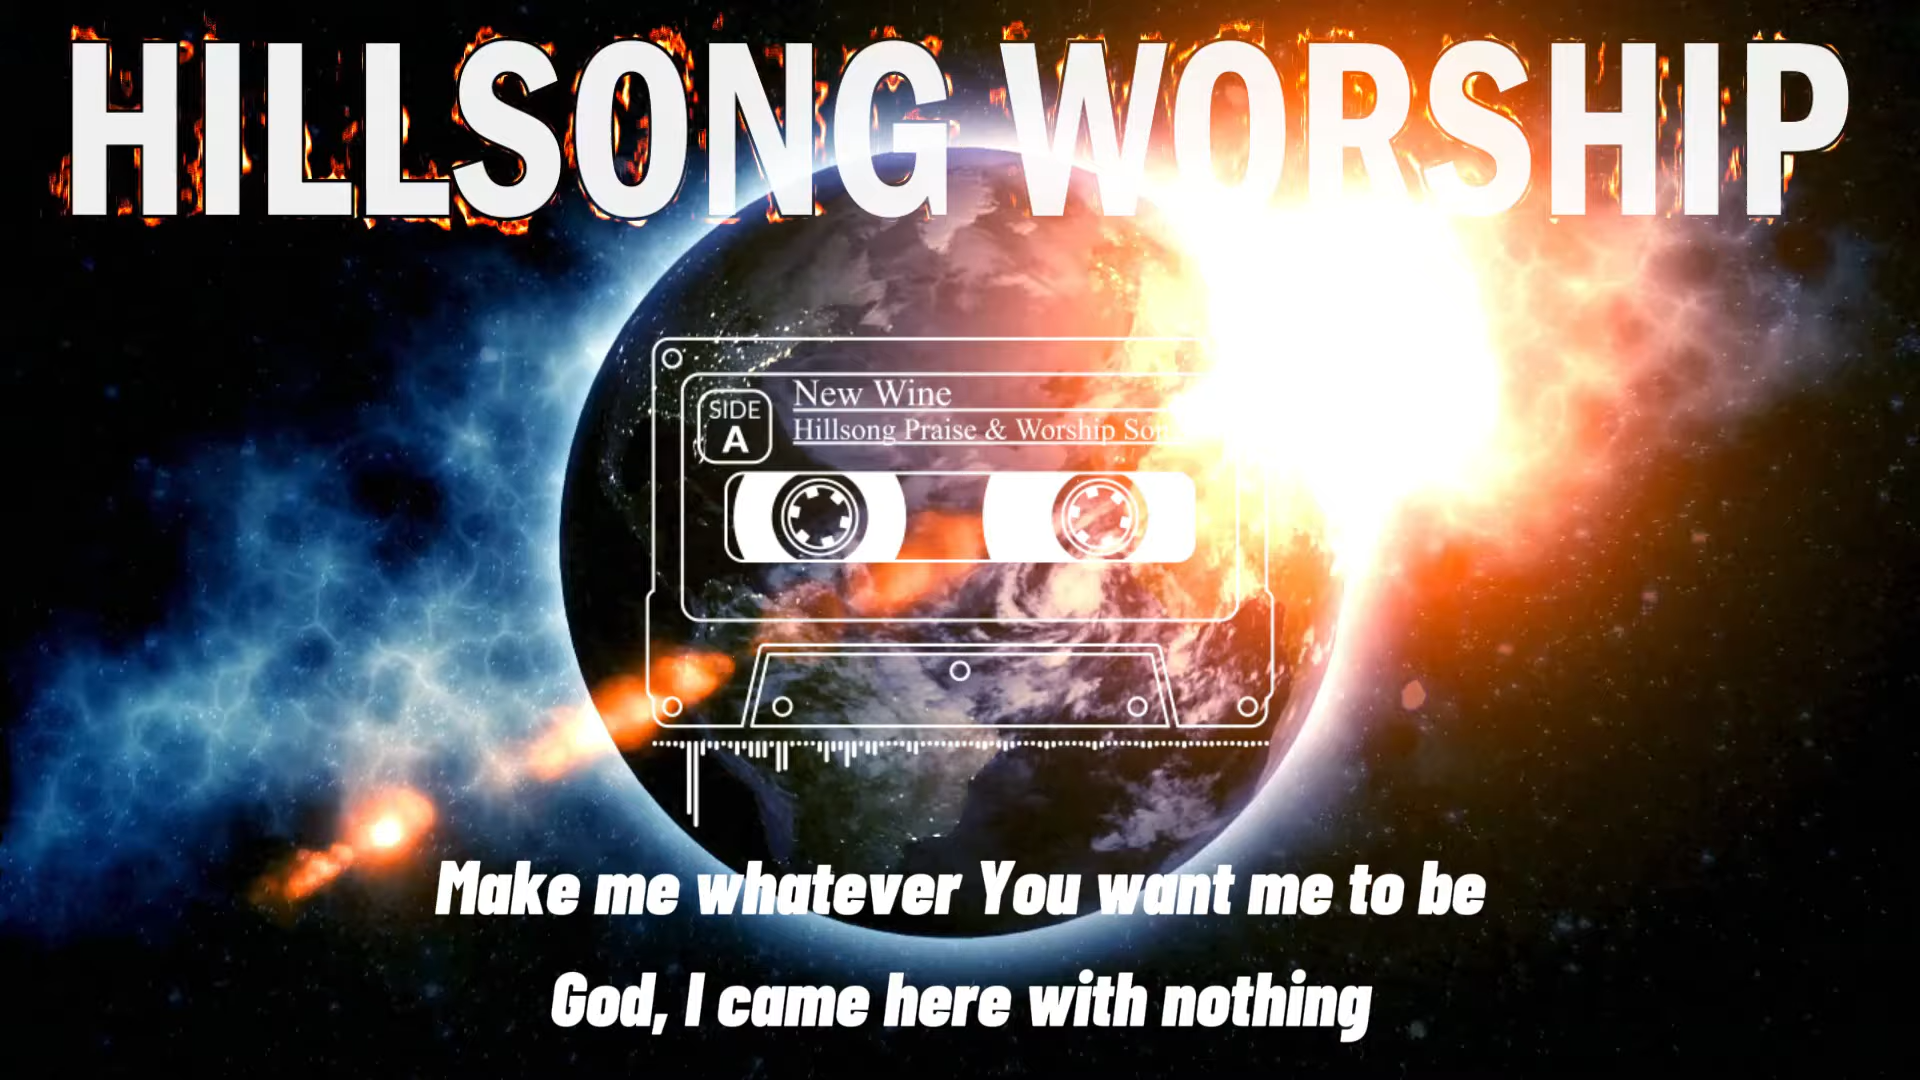 HILLSONG WORSHIP
SIDE
A
New Wine
Hillsong Praise & Worship
Make me whatever You want me to be
God, I came here with nothing